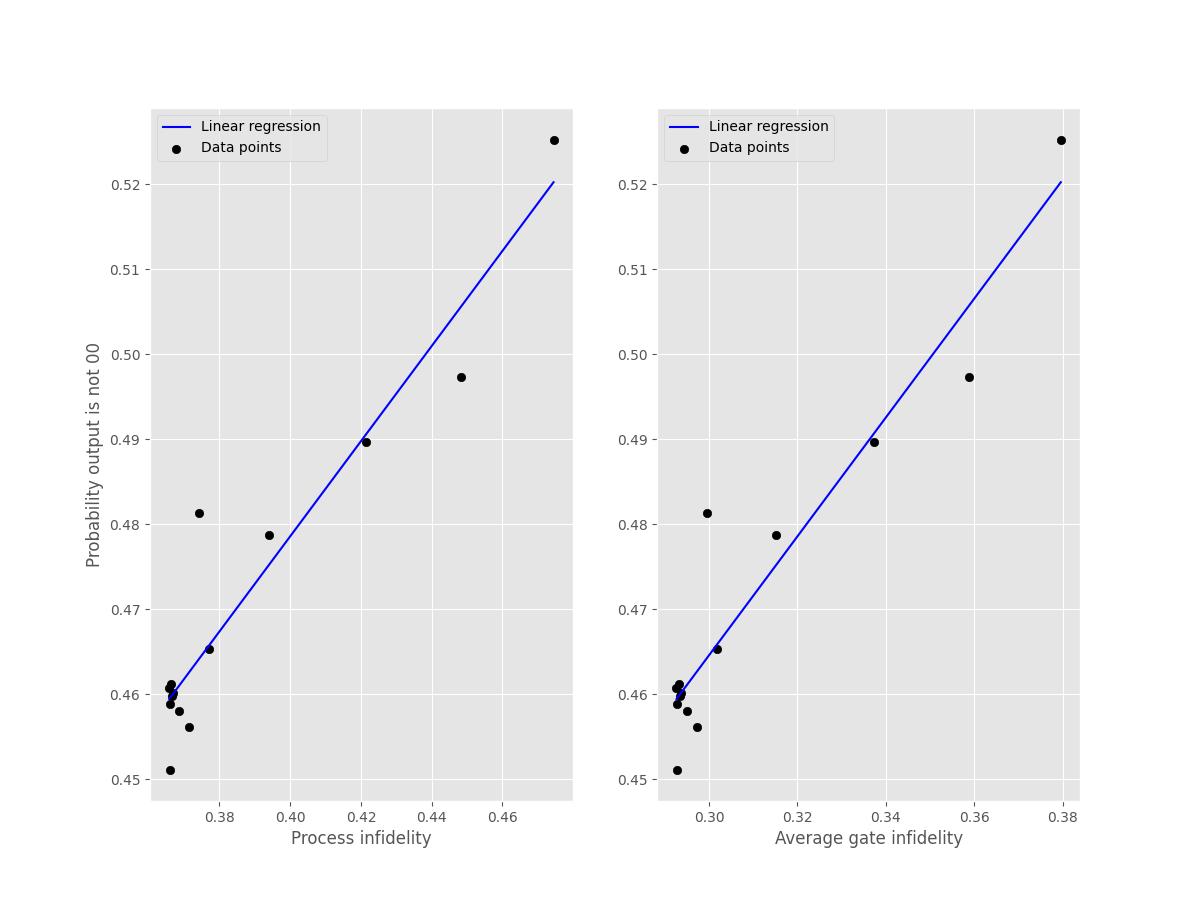 Linear regression
Data points
Probability output is not 00
0.52
0.51
0.50
0.49
0.48
0.47
0.46
0.45
0.38 0.40 0.42 0.44 0.46
Process infidelity
Linear regression
Data points
0.52
0.51
0.50
0.49
0.48
0.47
0.46
0.45
0.30 0.32 0.34 0.36 0.38
Average gate infidelity